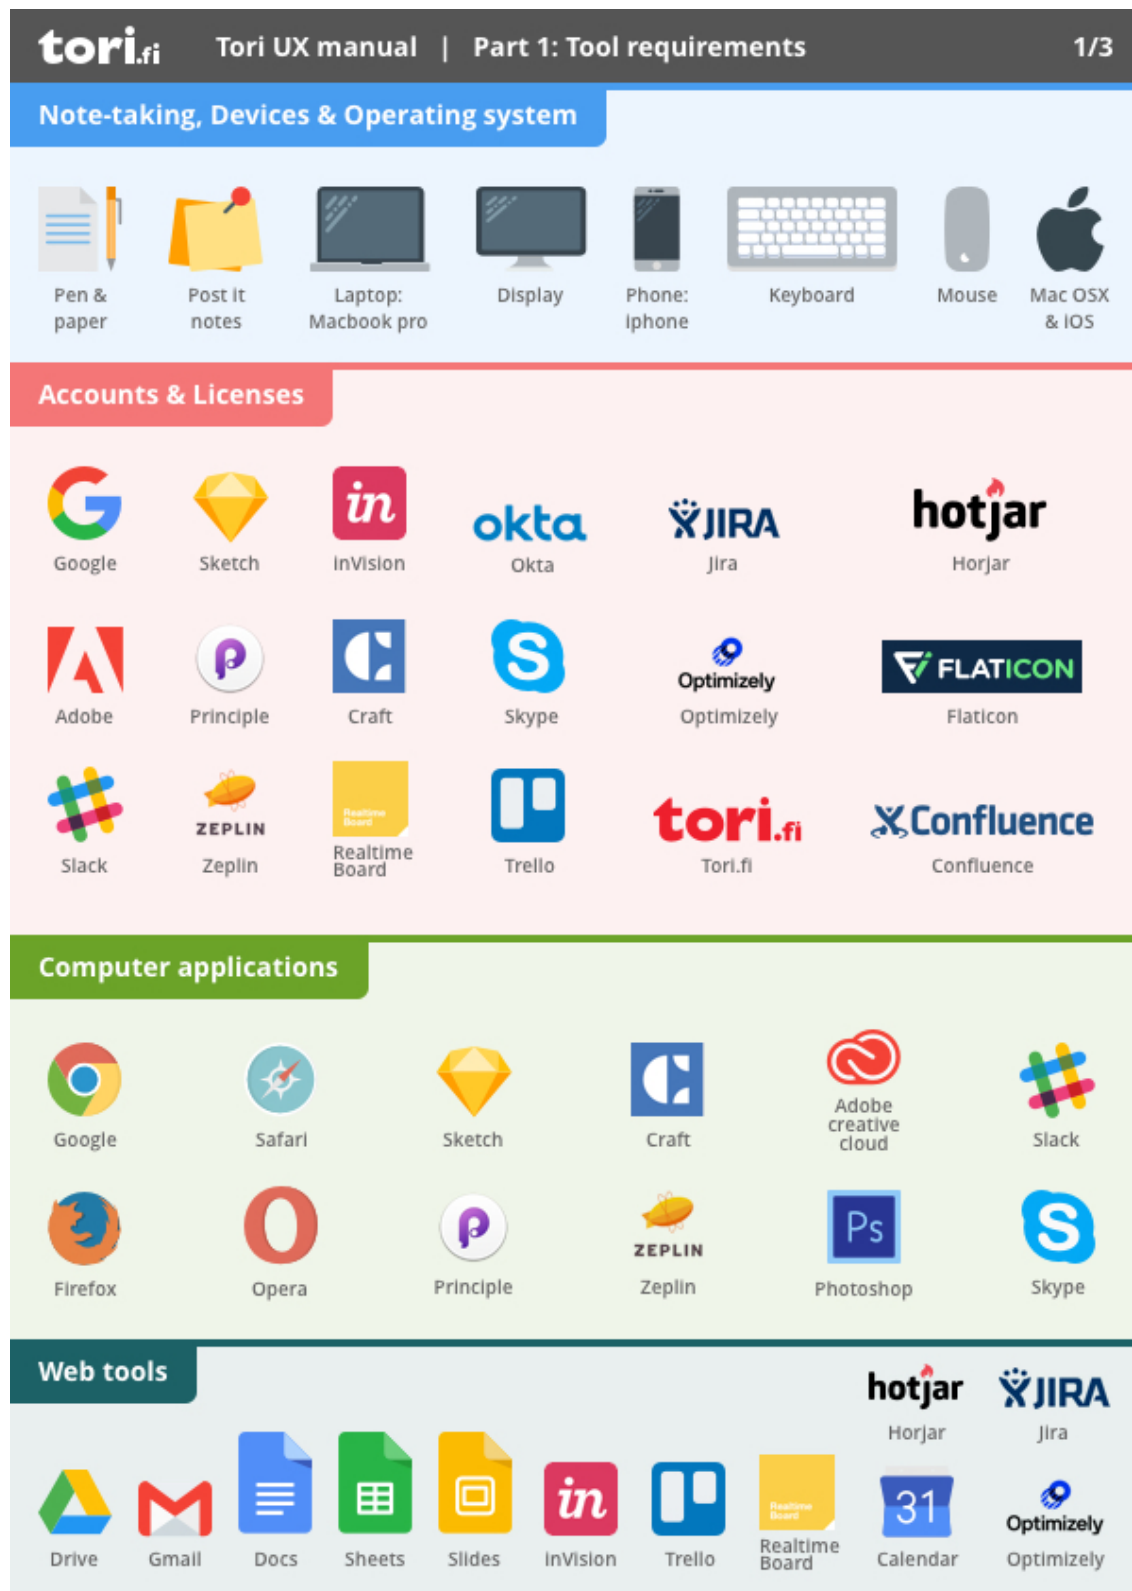 tori.fi Tori UX manual | Part 1: Tool requirements 1/3
Note-taking, Devices & Operating system
Pen &
paper
Post it
notes
Laptop:
Macbook pro
Display
Phone:
iphone
Keyboard
Mouse
Mac OSX
& iOS
Accounts & Licenses
in
okta
JIRA
hotjar
Google
Sketch
inVision
Okta
Jira
Horjar
Optimizely
FLATICON
Adobe
Principle
Craft
Skype
Optimizely
Flaticon
ZEPLIN
Realtime
Board
tori.fi
Confluence
Slack
Zeplin
Realtime
Board
Trello
Tori.fi
Confluence
Computer applications
Google
Safari
Sketch
Craft
Adobe
creative
cloud
Slack
ZEPLIN
Ps
Firefox
Opera
Principle
Zeplin
Photoshop
Skype
Web tools
hotjar
JIRA
Horjar
Jira
in
Realtime
Board
31
Optimizely
Drive
Gmail
Docs
Sheets
Slides
inVision
Trello
Realtime
Board
Calendar
Optimizely